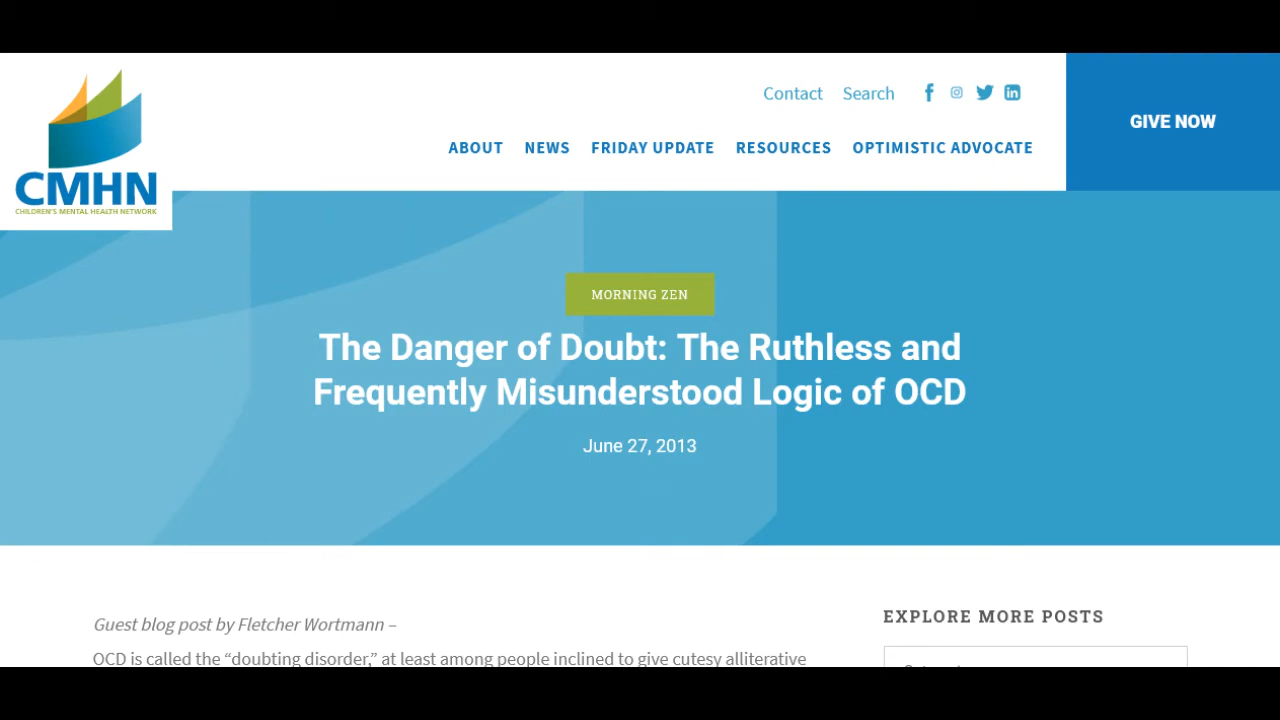 Contact Search
GIVE NOW
ABOUT NEWS FRIDAY UPDATE RESOURCES OPTIMISTIC ADVOCATE
CMHN
CHILDREN'S MENTAL HEALTH NETWORK
MORNING ZEN
The Danger of Doubt: The Ruthless and
Frequently Misunderstood Logic of OCD
June 27, 2013
Guest blog post by Fletcher Wortmann –
OCD is called the “doubting disorder,” at least among people inclined to give cutesy alliterative
EXPLORE MORE POSTS